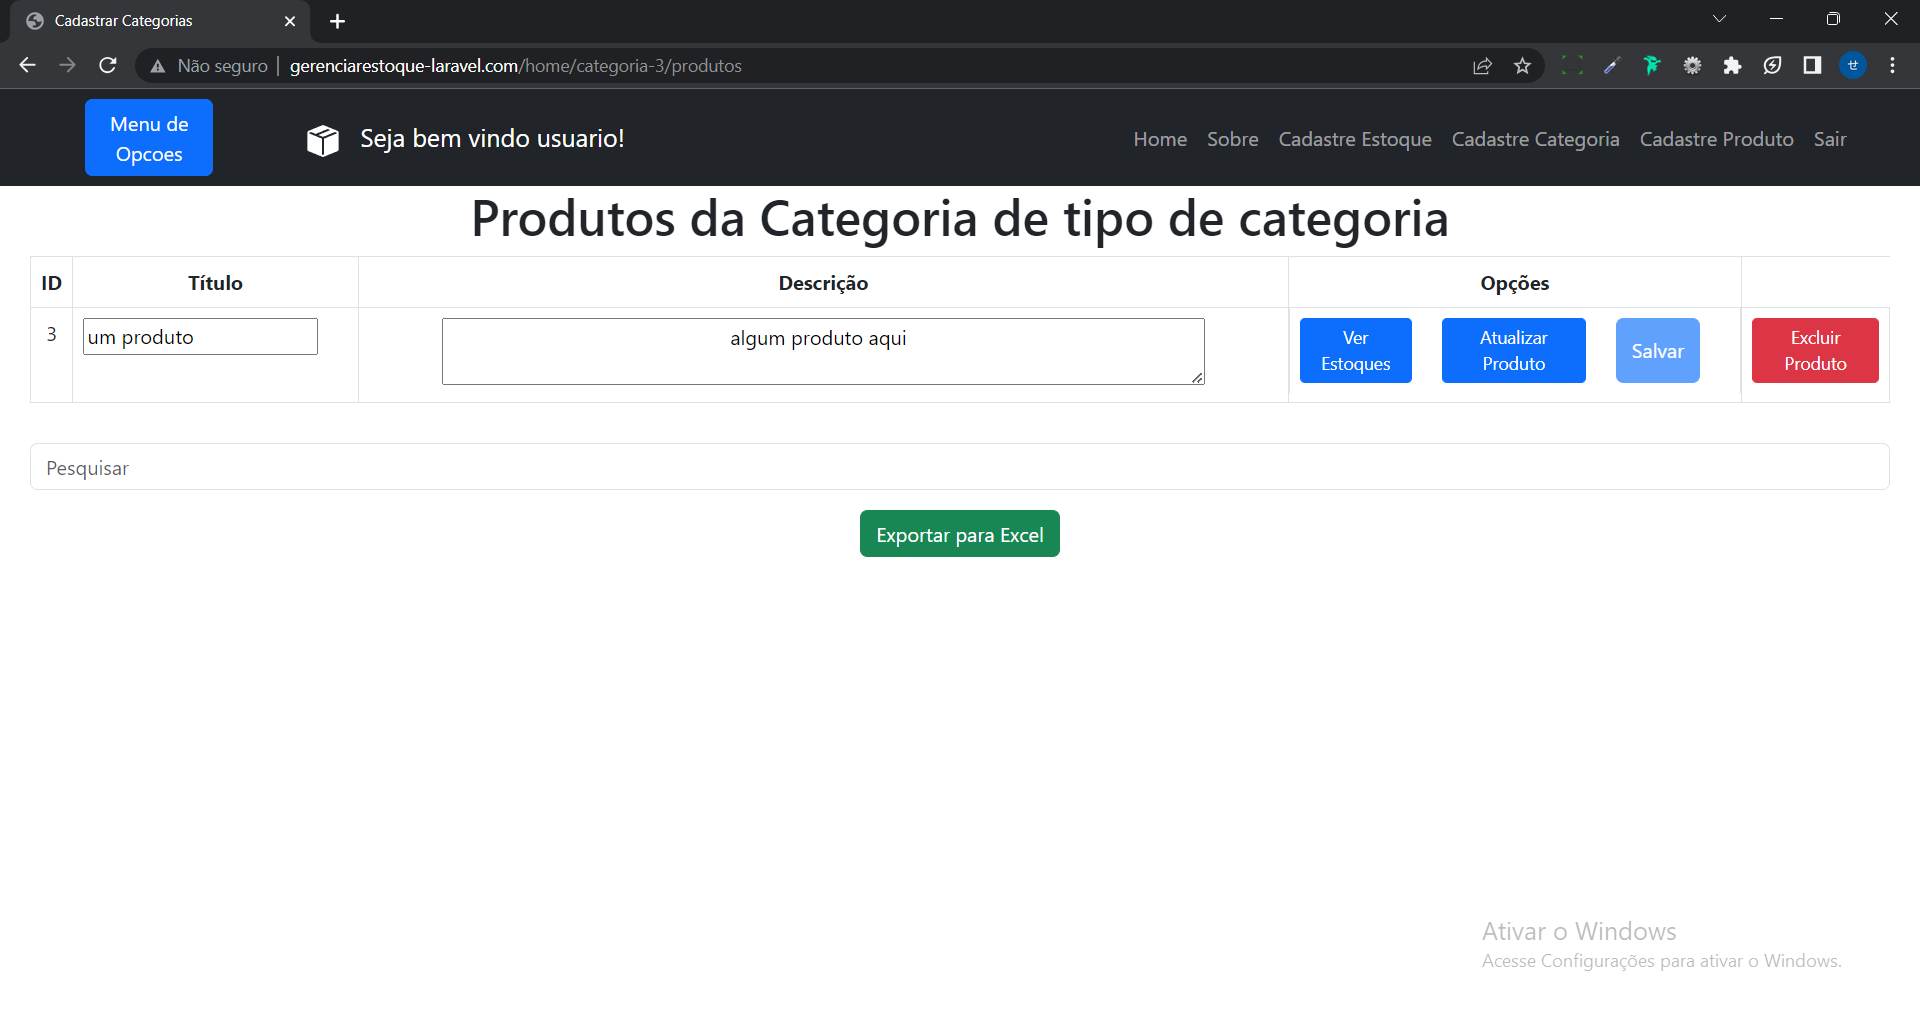 Cadastrar Categorias
Não seguro gerenciarestoque-laravel.com/home/categoria-3/produtos
Menu de
Opcoes
Seja bem vindo usuario!
Home Sobre Cadastre Estoque Cadastre Categoria Cadastre Produto Sair
Produtos da Categoria de tipo de categoria
ID Título Descrição Opções
3 um produto algum produto aqui
Ver
Estoques
Atualizar
Produto
Salvar
Excluir
Produto
Pesquisar
Exportar para Excel
Ativar o Windows
Acesse Configurações para ativar o Windows.